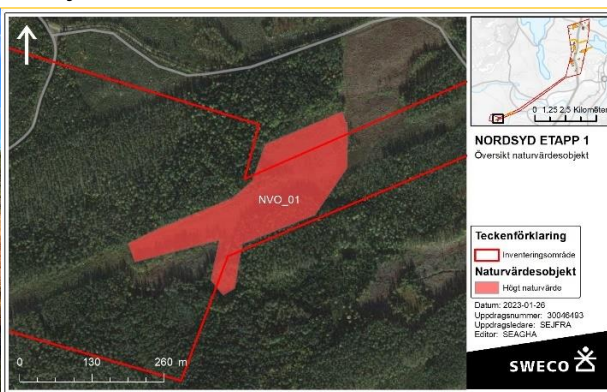 NVO_01
0 130 260 m
0 1,25 2,5 Kilometer
NORDSYD ETAPP 1
Översikt naturvärdesobjekt
Teckenförklaring
Inventeringsområde
Naturvärdesobjekt
Högt naturvärde
Datum: 2023-01-26
Uppdragsnummer: 30046493
Uppdragsledare: SEJFRA
Editor: SEAGHA
SWECO